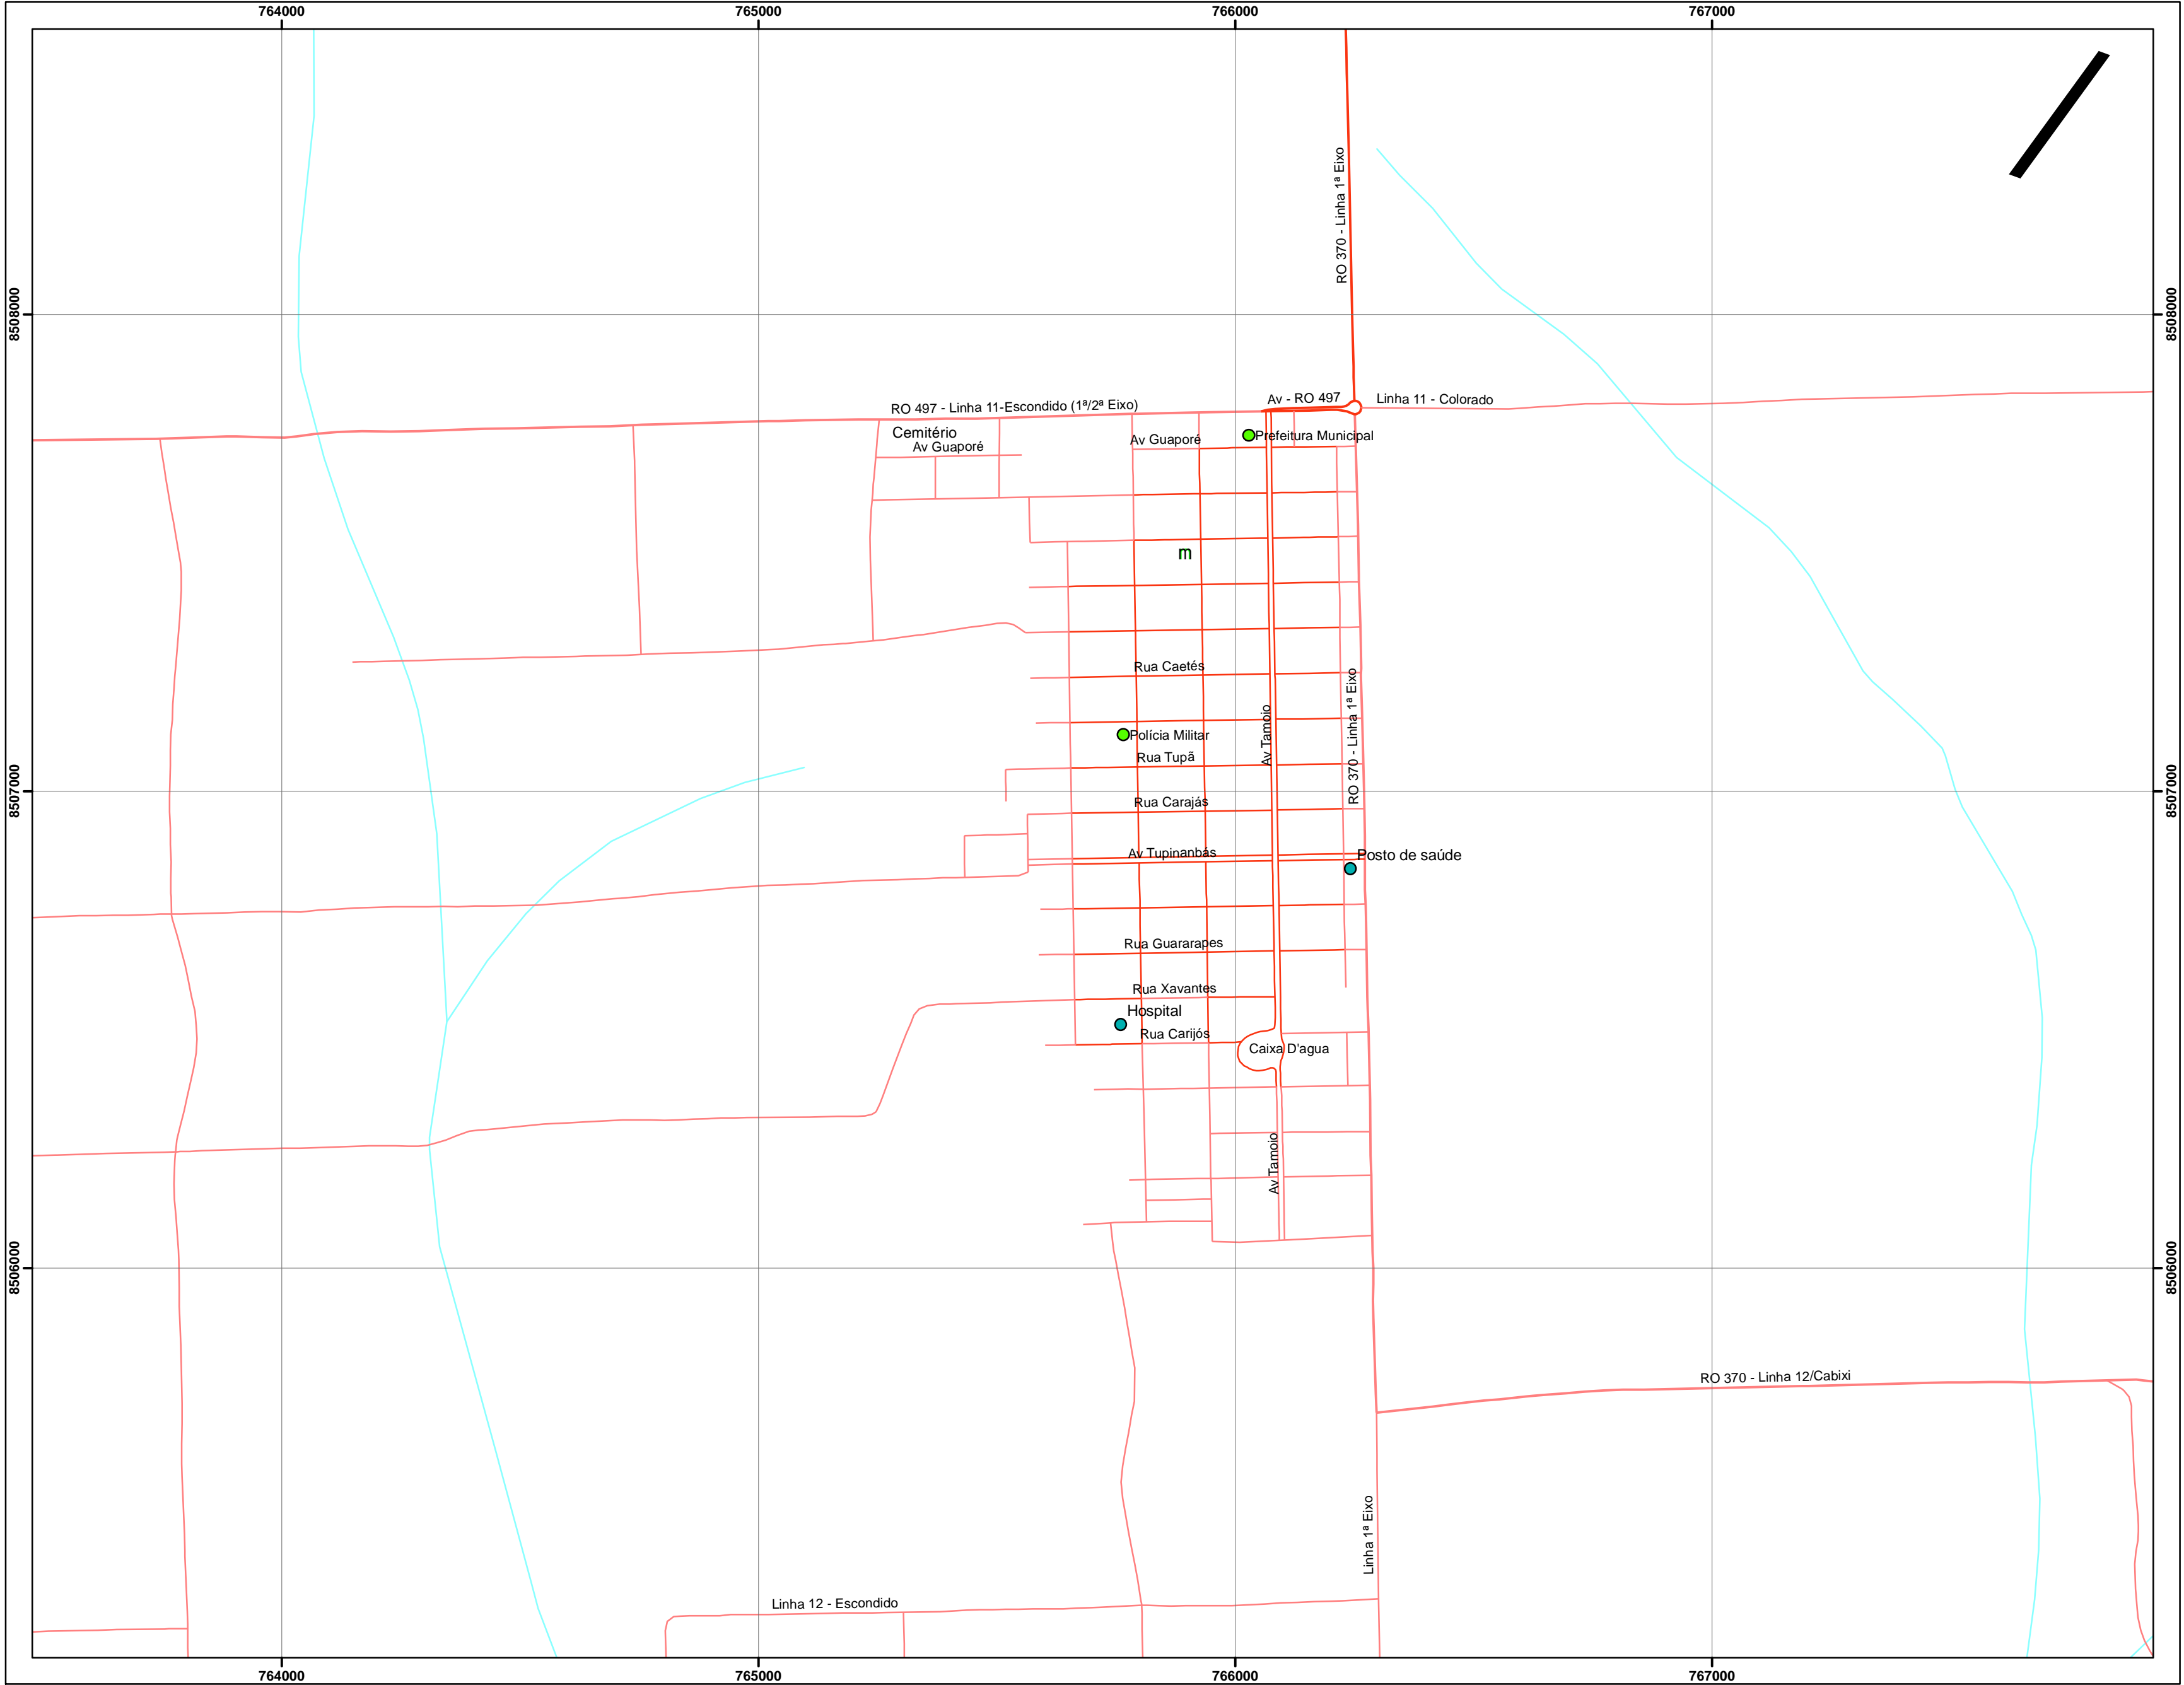 764000 765000 766000 767000
RO 370 - Linha 1ª Eixo
8508000 8508000
RO 497 - Linha 11-Escondido (1ª/2ª Eixo)
Av - RO 497
Linha 11 - Colorado
Cemitério
Av Guaporé
Av Guaporé
Prefeitura Municipal
m
Rua Caetés
RO 370 - Linha 1ª Eixo
Av Tamoio
Polícia Militar
Rua Tupã
8507000 8507000
Rua Carajás
Av Tupinanbás
Posto de saúde
Rua Guararapes
Rua Xavantes
Hospital
Rua Carijós
Caixa D'agua
Av Tamoio
8506000 8506000
RO 370 - Linha 12/Cabixi
Linha 1ª Eixo
Linha 12 - Escondido
764000 765000 766000 767000